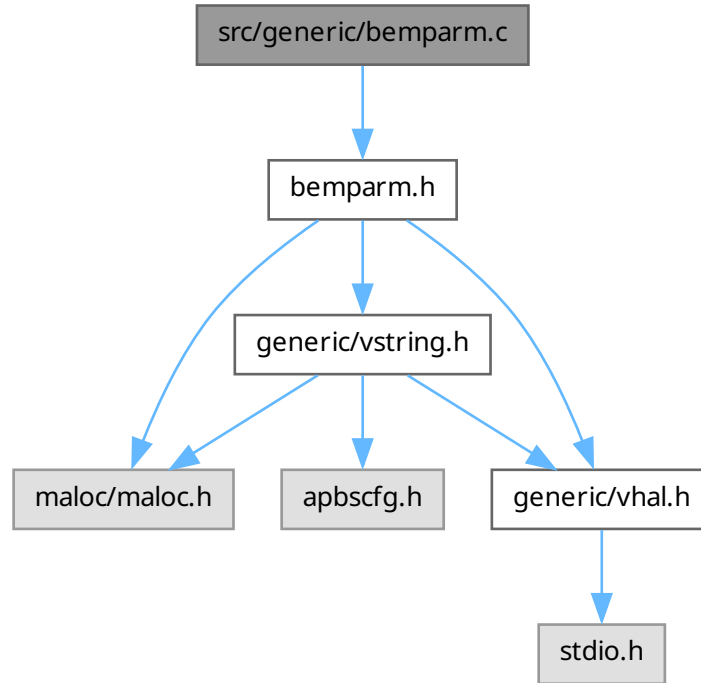 src/generic/bemparm.c
bemparm.h
generic/vstring.h
maloc/maloc.h
apbscfg.h
generic/vhal.h
stdio.h